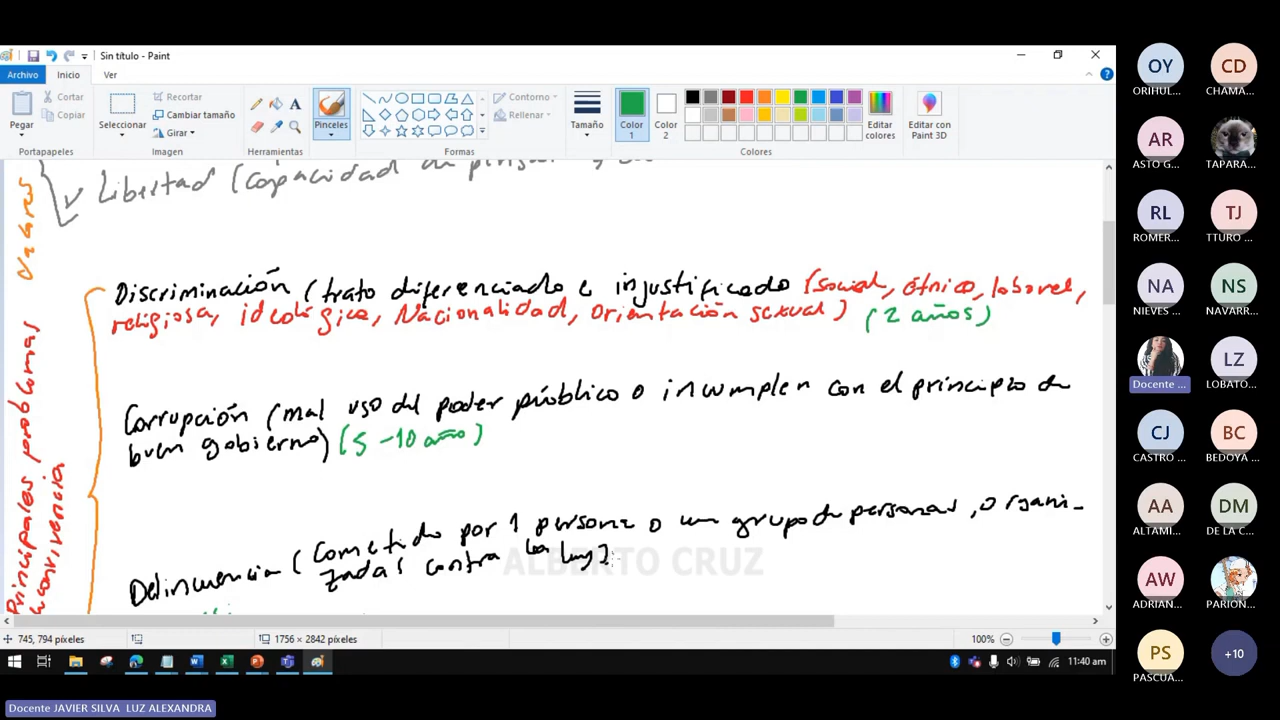 Sin título - Paint
Archivo Inicio Ver
Pegar
Cortar
Copiar
Portapapeles
Seleccionar
Recortar
Cambiar tamaño
Girar
Imagen
A
Herramientas
Pinceles
Contorno
Rellenar
Formas
Tamaño
Color 1
Color 2
Editar colores
Editar con Paint 3D
Colores
Libertad (capacidad de
Valores
Principales problemas
convivencia
Discriminación (trato diferenciado e injustificado (social, étnico, laboral,
religiosa, ideológica, Nacionalidad, orientación sexual) (2 años)
Corrupción (mal uso del poder público o incumplen con el principio de
buen gobierno) (5 -10 año)
Delincuencia (Cometido por 1 persona o un grupo de personas, organi-
zadas contra la ley)
ALBERTO CRUZ
745, 794 píxeles
1756 × 2842 píxeles
100%
11:40 am
OY
ORIHUL...
CD
CHAMA...
AR
ASTO G...
TAPARA...
RL
ROMER...
TJ
TTURO ...
NA
NIEVES ...
NS
NAVARR...
Docente ...
LZ
LOBATO...
CJ
CASTRO ...
BC
BEDOYA ...
AA
ALTAMI...
DM
DE LA C...
AW
ADRIAN...
PARION...
PS
PASCUA...
+10
Docente JAVIER SILVA LUZ ALEXANDRA